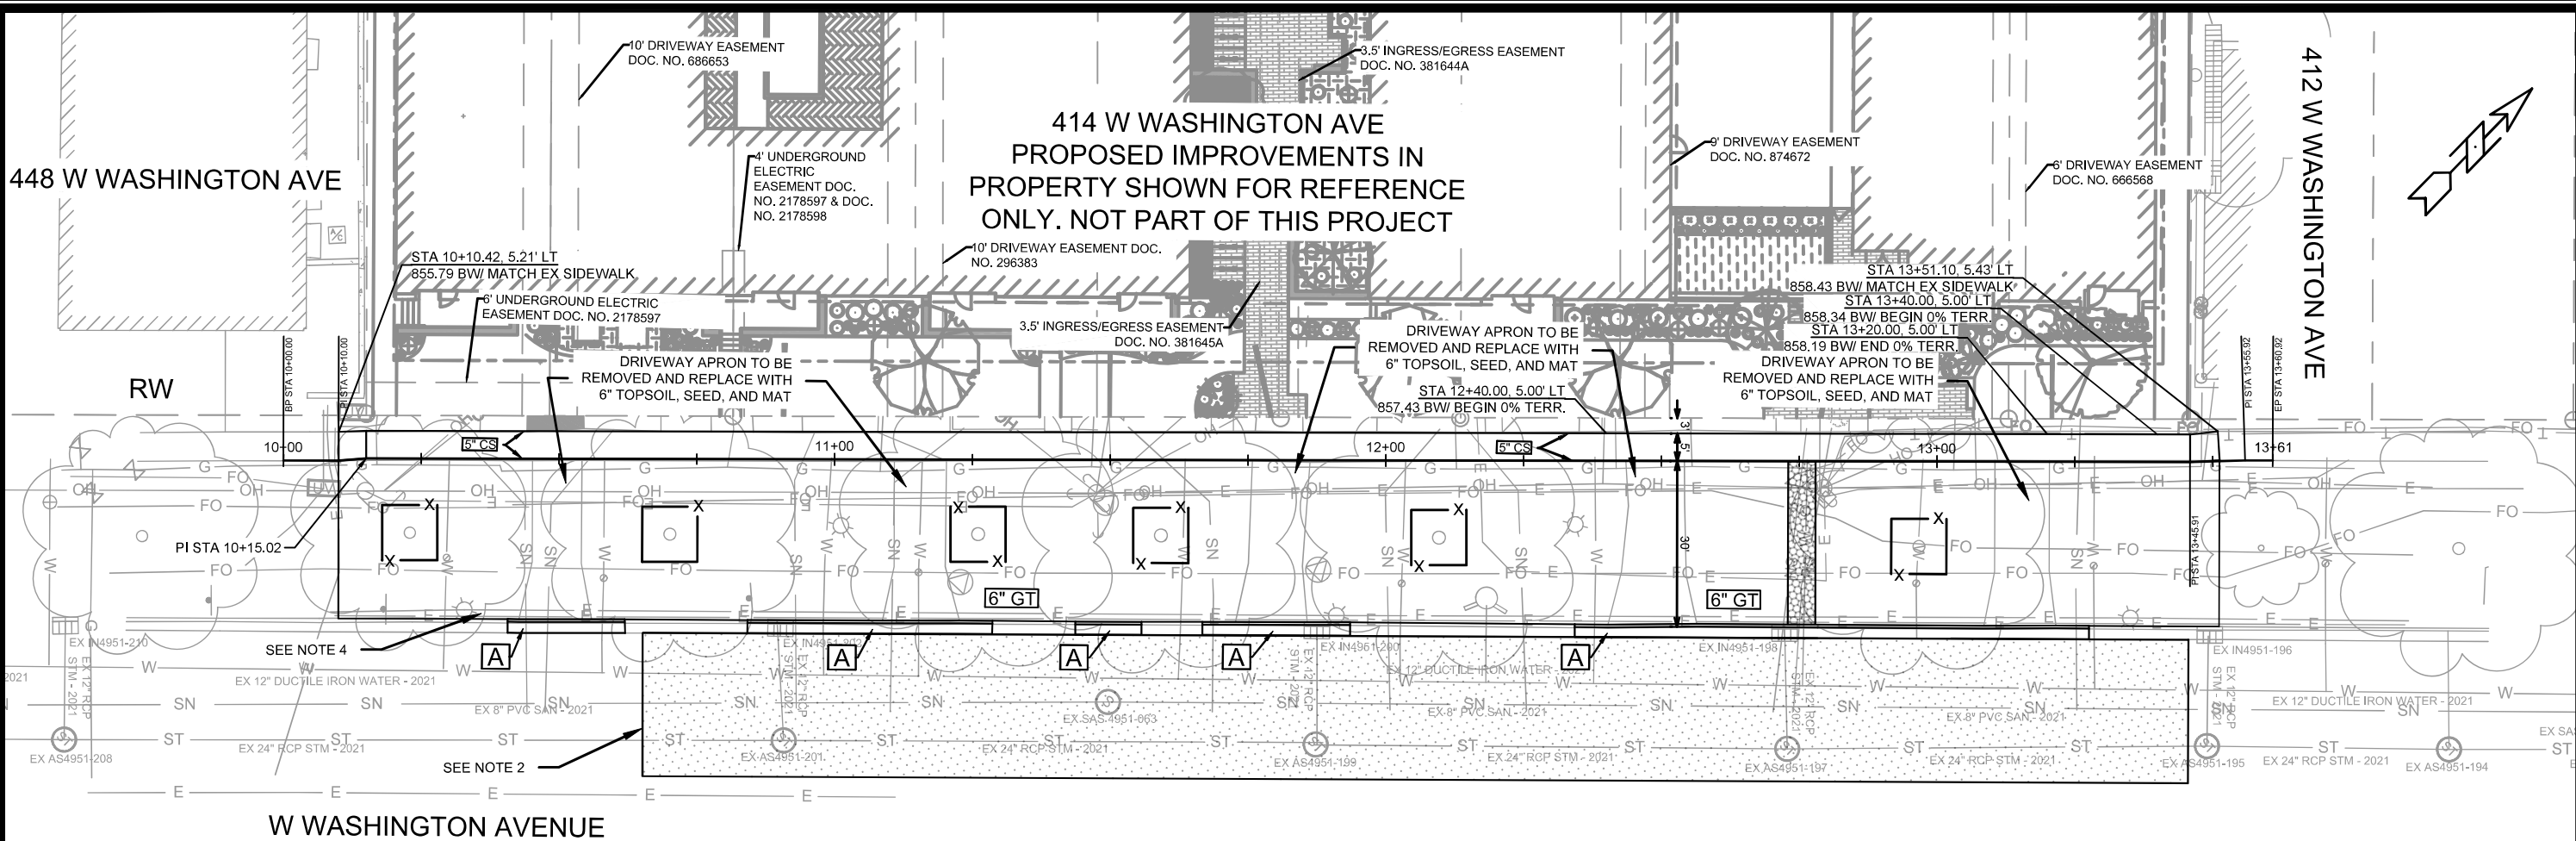 10' DRIVEWAY EASEMENT
DOC. NO. 686653
3.5' INGRESS/EGRESS EASEMENT
DOC. NO. 381644A
412 W WASHINGTON AVE
414 W WASHINGTON AVE
PROPOSED IMPROVEMENTS IN
PROPERTY SHOWN FOR REFERENCE
ONLY. NOT PART OF THIS PROJECT
448 W WASHINGTON AVE
4' UNDERGROUND
ELECTRIC
EASEMENT DOC.
NO. 2178597 & DOC.
NO. 2178598
9' DRIVEWAY EASEMENT
DOC. NO. 874672
6' DRIVEWAY EASEMENT
DOC. NO. 666568
A/C
10' DRIVEWAY EASEMENT DOC.
NO. 296383
STA 10+10.42, 5.21' LT
855.79 BW/ MATCH EX SIDEWALK
6' UNDERGROUND ELECTRIC
EASEMENT DOC. NO. 2178597
3.5' INGRESS/EGRESS EASEMENT
DOC. NO. 381645A
STA 13+51.10, 5.43' LT
858.43 BW/ MATCH EX SIDEWALK
STA 13+40.00, 5.00' LT
858.34 BW/ BEGIN 0% TERR.
STA 13+20.00, 5.00' LT
858.19 BW/ END 0% TERR.
BP STA 10+00.00
PI STA 10+10.00
RW
DRIVEWAY APRON TO BE
REMOVED AND REPLACE WITH
6" TOPSOIL, SEED, AND MAT
DRIVEWAY APRON TO BE
REMOVED AND REPLACE WITH
6" TOPSOIL, SEED, AND MAT
STA 12+40.00, 5.00' LT
857.43 BW/ BEGIN 0% TERR.
DRIVEWAY APRON TO BE
REMOVED AND REPLACE WITH
6" TOPSOIL, SEED, AND MAT
PI STA 13+55.92
EP STA 13+60.92
3'
5'
30'
10+00
5" CS
11+00
12+00
5" CS
13+00
13+61
PI STA 10+15.02
PI STA 13+45.91
6" GT
6" GT
SEE NOTE 4
A
A
A
A
A
EX IN4951-210
EX IN4951-198
EX IN4951-196
EX 12" RCP
STM - 2021
EX 12" DUCTILE IRON WATER - 2021
EX 12" DUCTILE IRON WATER
EX 12" DUCTILE IRON WATER - 2021
EX 8" PVC SAN - 2021
EX SAS 4951-063
EX 8" PVC SAN - 2021
EX 8" PVC SAN - 2021
EX 24" RCP STM - 2021
EX 24" RCP STM - 2021
EX 24" RCP STM - 2021
EX 24" RCP STM - 2021
EX 24" RCP STM - 2021
EX AS4951-208
EX AS4951-201
EX AS4951-199
EX AS4951-197
EX AS4951-195
EX AS4951-194
SEE NOTE 2
W WASHINGTON AVENUE